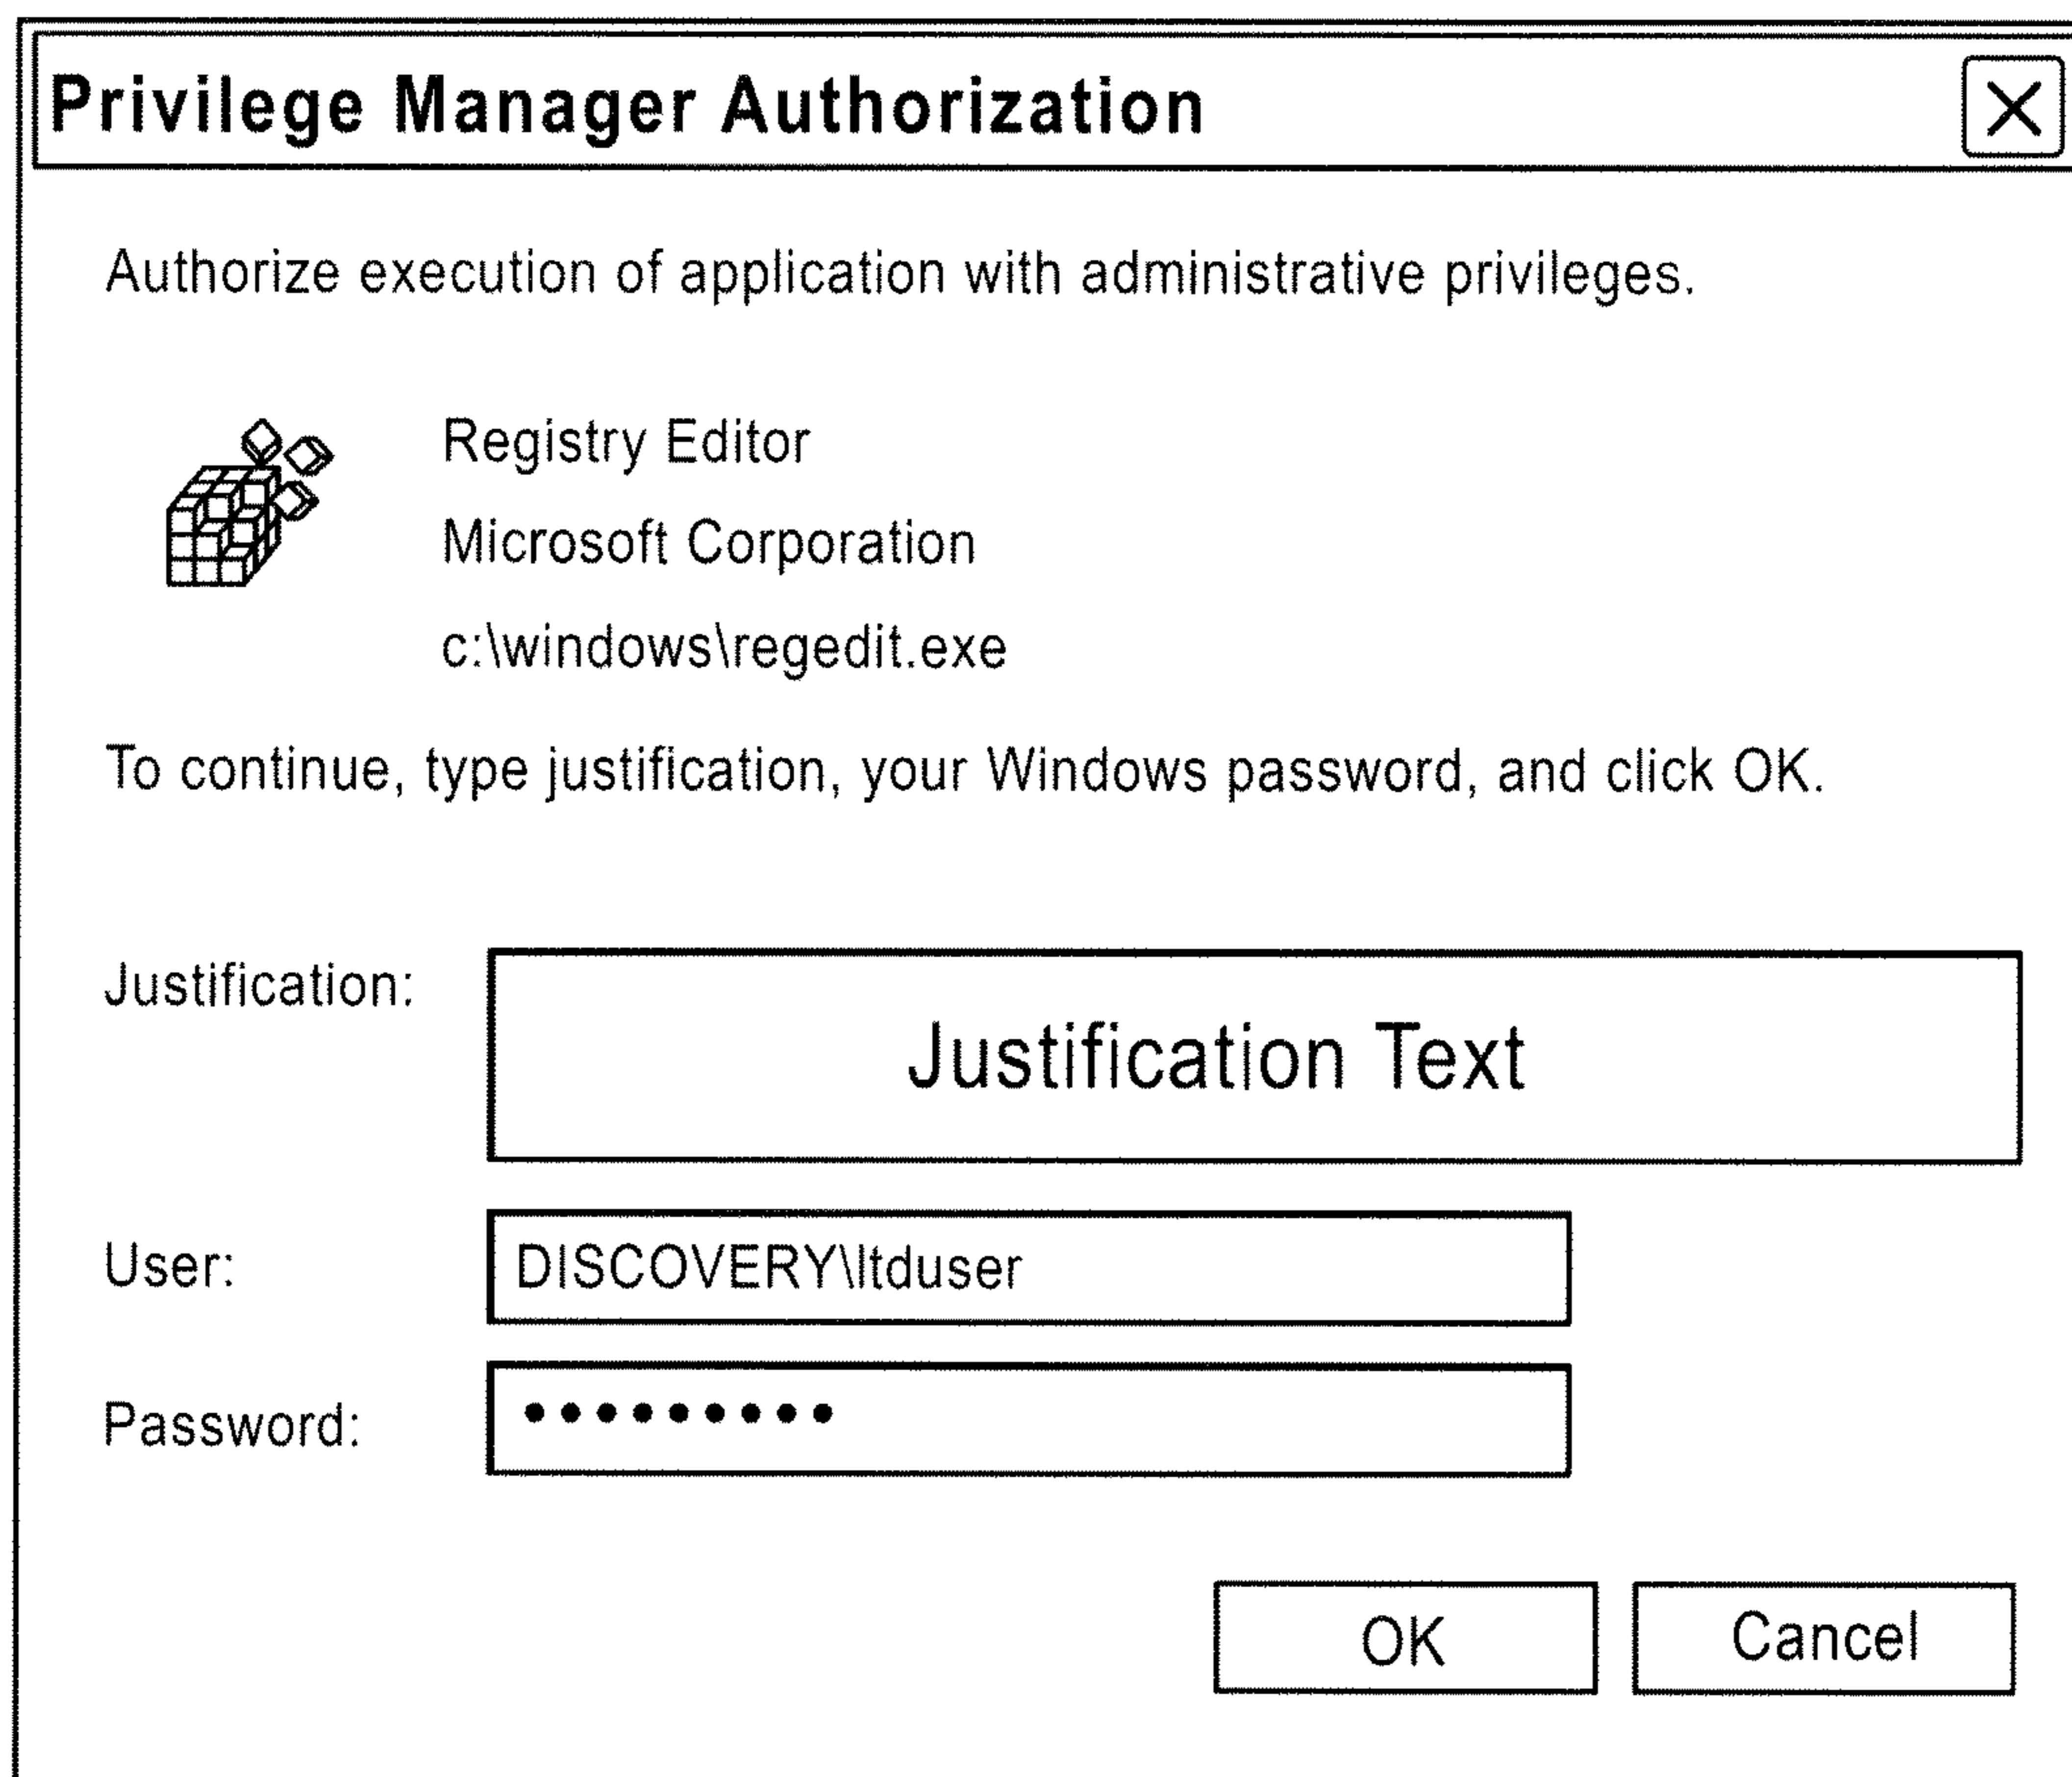 Privilege Manager Authorization
Authorize execution of application with administrative privileges.
Registry Editor
Microsoft Corporation
c:\windows\regedit.exe
To continue, type justification, your Windows password, and click OK.
Justification:
Justification Text
User:
DISCOVERY\ltduser
Password:
•••••••••
OK
Cancel